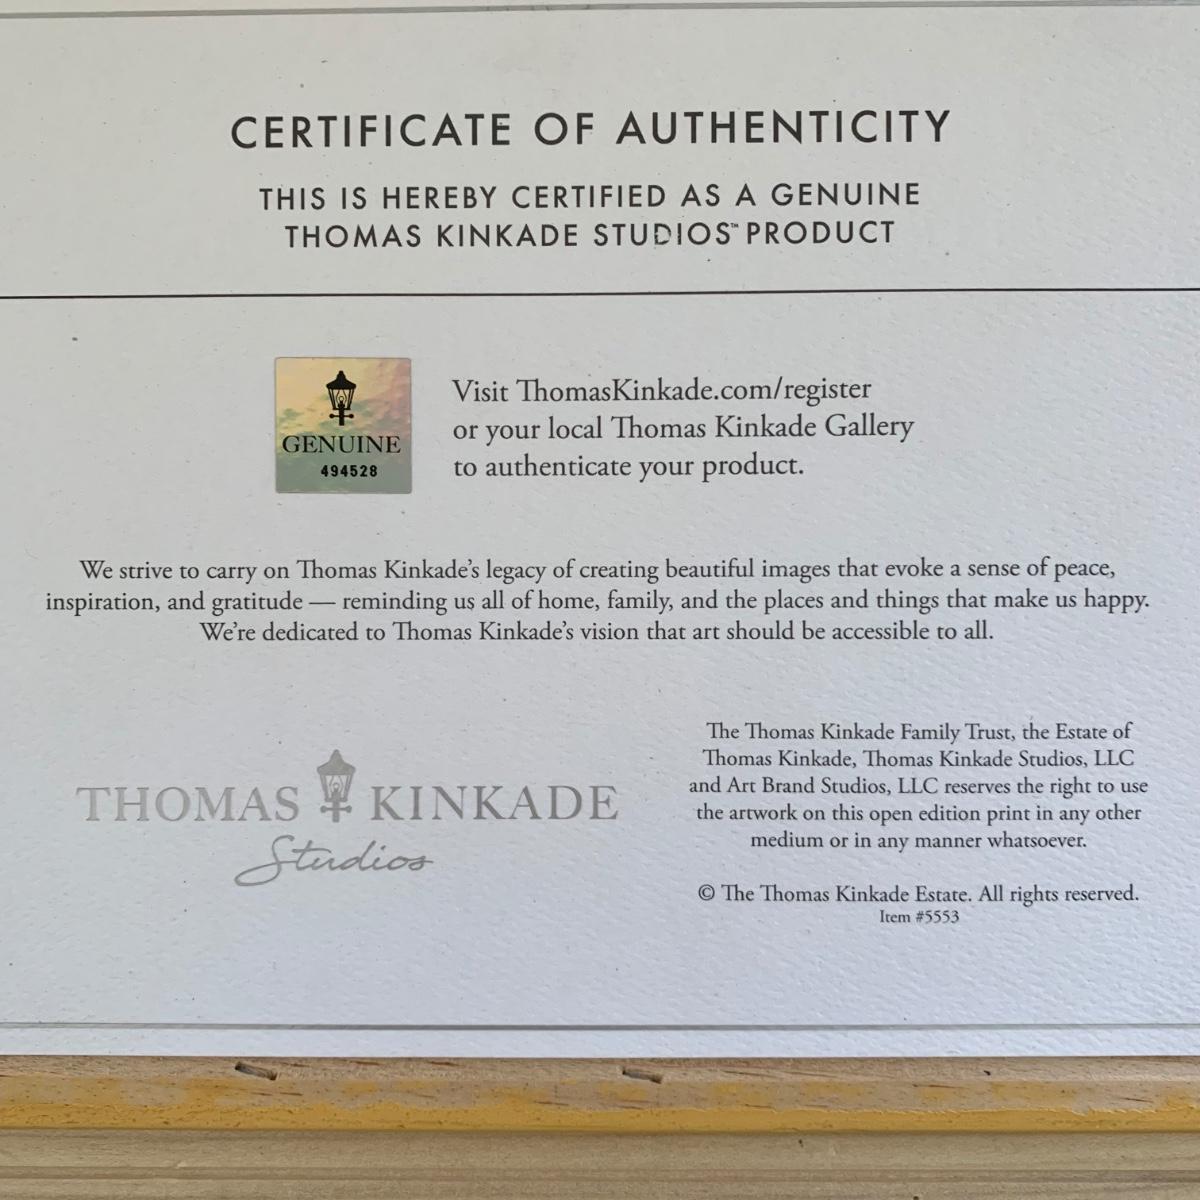 CERTIFICATE OF AUTHENTICITY
THIS IS HEREBY CERTIFIED AS A GENUINE
THOMAS KINKADE STUDIOS™ PRODUCT
GENUINE
494528
Visit ThomasKinkade.com/register
or your local Thomas Kinkade Gallery
to authenticate your product.
We strive to carry on Thomas Kinkade’s legacy of creating beautiful images that evoke a sense of peace,
inspiration, and gratitude — reminding us all of home, family, and the places and things that make us happy.
We’re dedicated to Thomas Kinkade’s vision that art should be accessible to all.
THOMAS KINKADE
Studios
The Thomas Kinkade Family Trust, the Estate of
Thomas Kinkade, Thomas Kinkade Studios, LLC
and Art Brand Studios, LLC reserves the right to use
the artwork on this open edition print in any other
medium or in any manner whatsoever.
© The Thomas Kinkade Estate. All rights reserved.
Item #5553